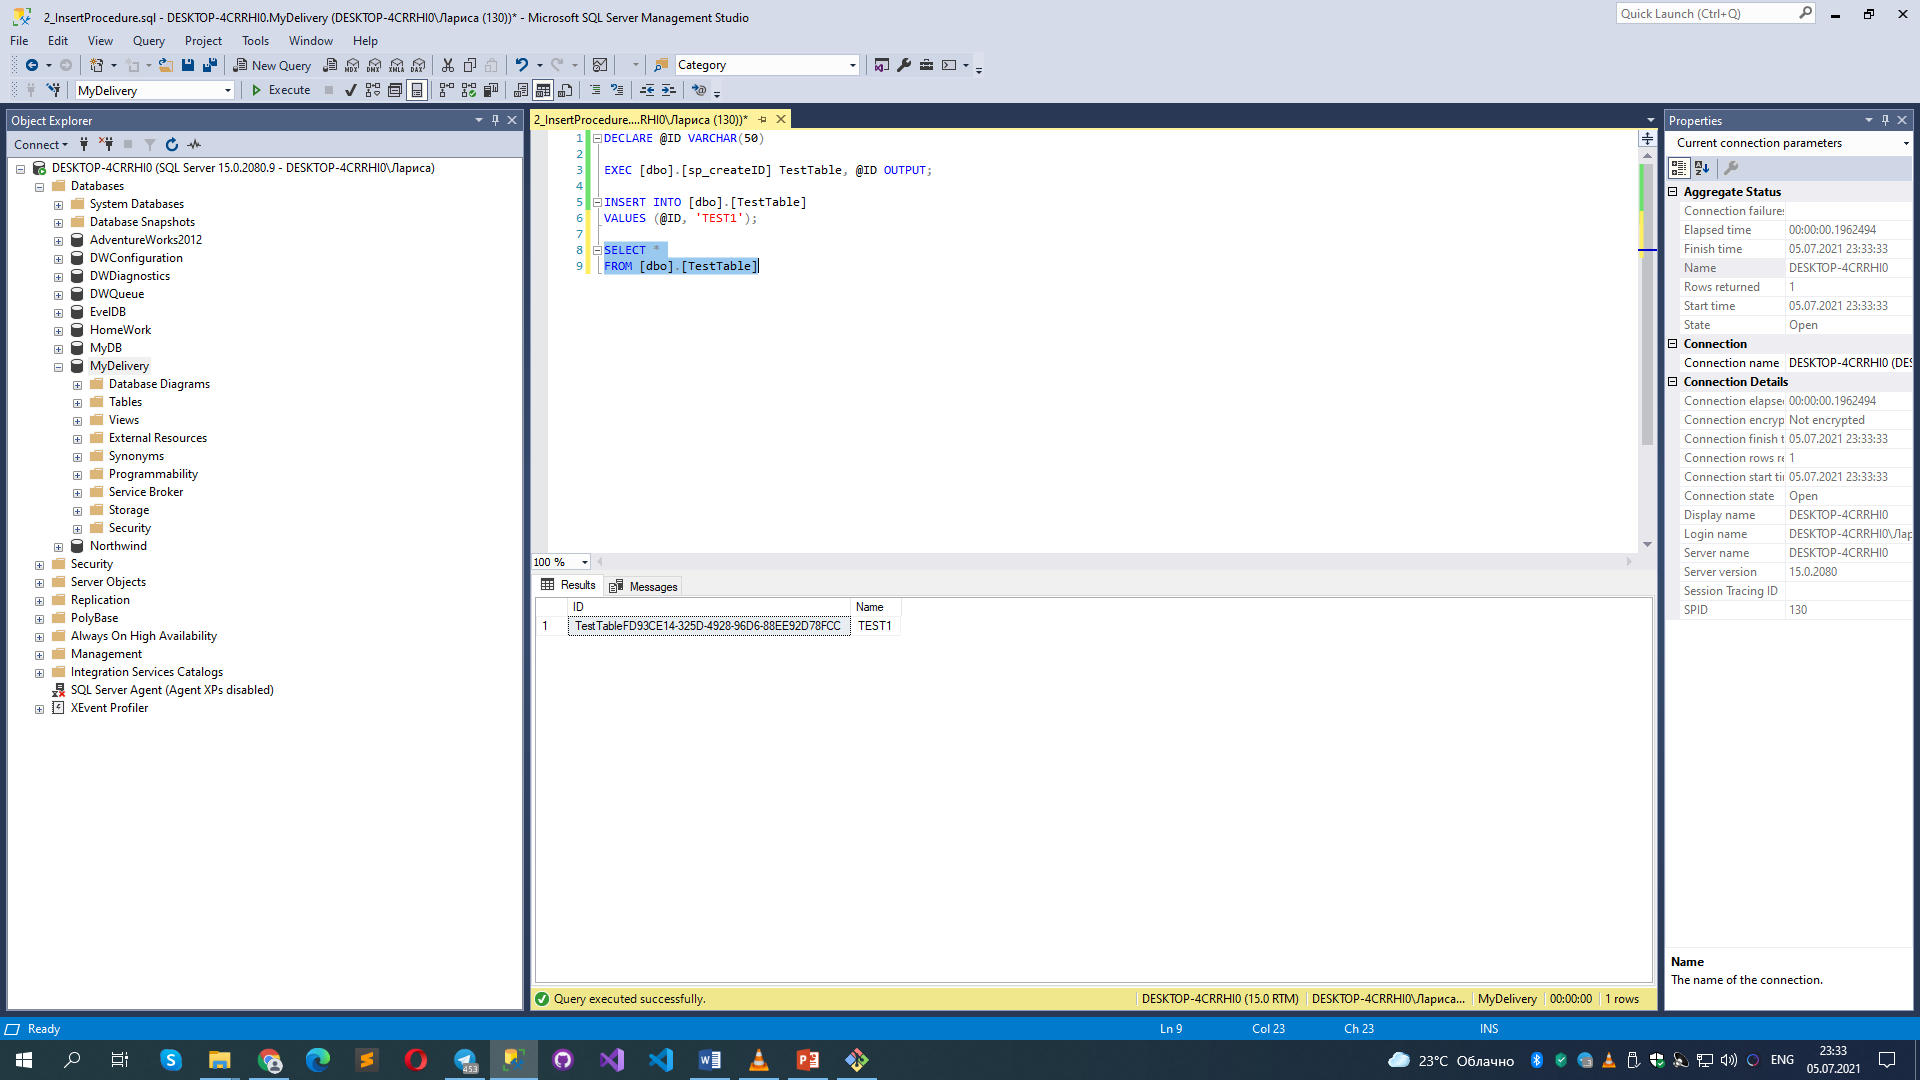 2_InsertProcedure.sql - DESKTOP-4CRRHI0.MyDelivery (DESKTOP-4CRRHI0\Лариса (130))* - Microsoft SQL Server Management Studio
Quick Launch (Ctrl+Q)
File Edit View Query Project Tools Window Help
New Query
Category
MyDelivery
Execute
Object Explorer
Connect
DESKTOP-4CRRHI0 (SQL Server 15.0.2080.9 - DESKTOP-4CRRHI0\Лариса)
Databases
System Databases
Database Snapshots
AdventureWorks2012
DWConfiguration
DWDiagnostics
DWQueue
EvelDB
HomeWork
MyDB
MyDelivery
Database Diagrams
Tables
Views
External Resources
Synonyms
Programmability
Service Broker
Storage
Security
Northwind
Security
Server Objects
Replication
PolyBase
Always On High Availability
Management
Integration Services Catalogs
SQL Server Agent (Agent XPs disabled)
XEvent Profiler
2_InsertProcedure....RHI0\Лариса (130))*
1 DECLARE @ID VARCHAR(50)
2
3 EXEC [dbo].[sp_createID] TestTable, @ID OUTPUT;
4
5 INSERT INTO [dbo].[TestTable]
6 VALUES (@ID, 'TEST1');
7
8 SELECT *
9 FROM [dbo].[TestTable]
100 %
Results Messages
ID Name
1 TestTableFD93CE14-325D-4928-96D6-88EE92D78FCC TEST1
Query executed successfully.
DESKTOP-4CRRHI0 (15.0 RTM) DESKTOP-4CRRHI0\Лариса... MyDelivery 00:00:00 1 rows
Properties
Current connection parameters
Aggregate Status
Connection failures
Elapsed time 00:00:00.1962494
Finish time 05.07.2021 23:33:33
Name DESKTOP-4CRRHI0
Rows returned 1
Start time 05.07.2021 23:33:33
State Open
Connection
Connection name DESKTOP-4CRRHI0 (DES
Connection Details
Connection elapse 00:00:00.1962494
Connection encryp Not encrypted
Connection finish t 05.07.2021 23:33:33
Connection rows re 1
Connection start ti 05.07.2021 23:33:33
Connection state Open
Display name DESKTOP-4CRRHI0
Login name DESKTOP-4CRRHI0\Лар
Server name DESKTOP-4CRRHI0
Server version 15.0.2080
Session Tracing ID
SPID 130
Name
The name of the connection.
Ready
Ln 9 Col 23 Ch 23 INS
453
23°C Облачно
ENG
23:33
05.07.2021